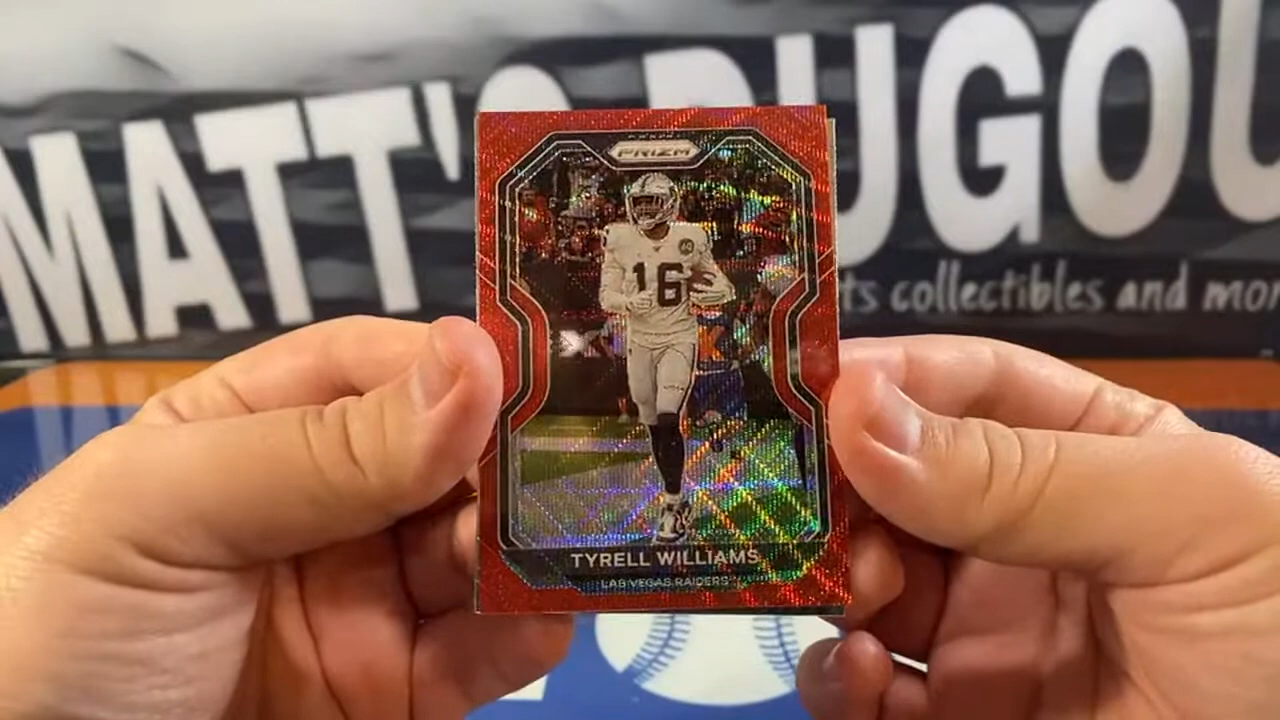 MATT'S DUGOU
ts collectibles and mor
PRIZM
16
TYRELL WILLIAMS
LAS VEGAS RAIDERS